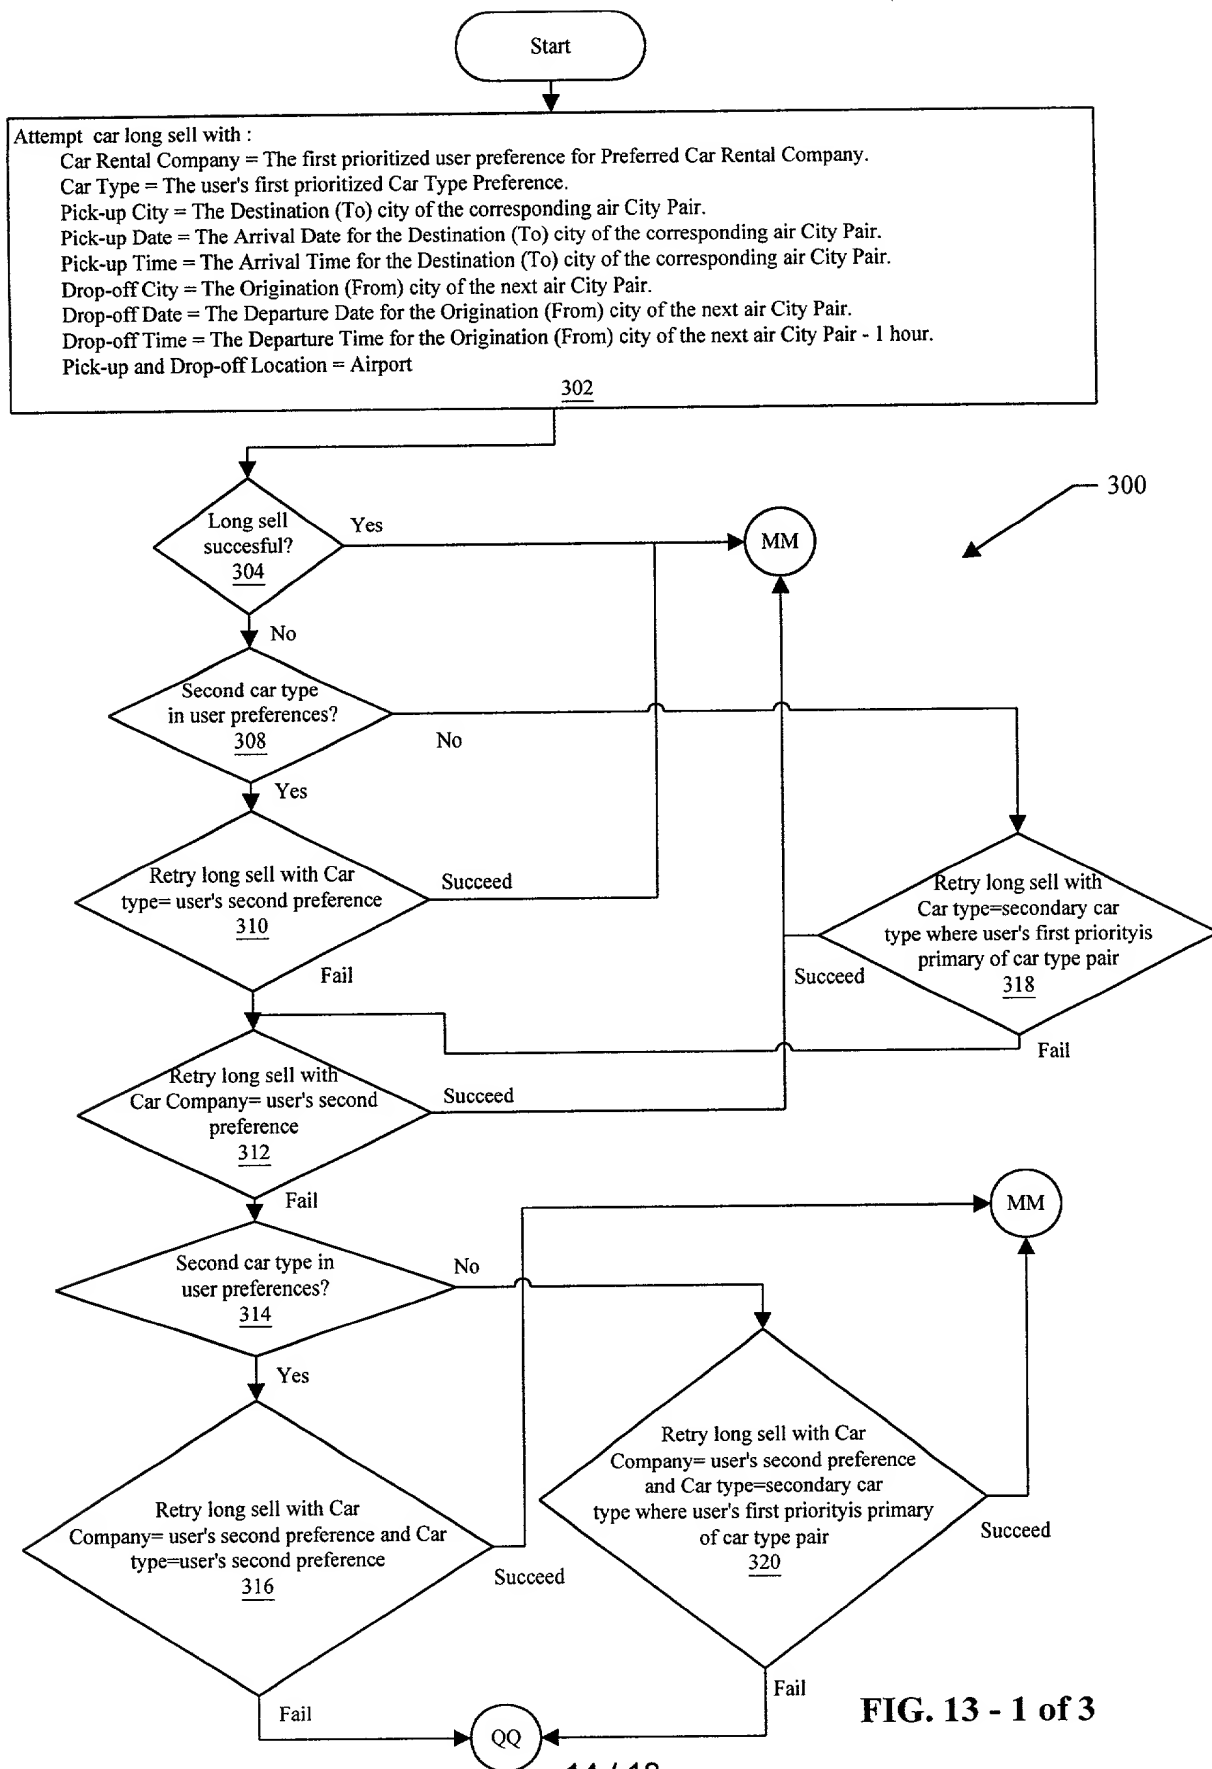 Start
Attempt car long sell with :
Car Rental Company = The first prioritized user preference for Preferred Car Rental Company.
Car Type = The user's first prioritized Car Type Preference.
Pick-up City = The Destination (To) city of the corresponding air City Pair.
Pick-up Date = The Arrival Date for the Destination (To) city of the corresponding air City Pair.
Pick-up Time = The Arrival Time for the Destination (To) city of the corresponding air City Pair.
Drop-off City = The Origination (From) city of the next air City Pair.
Drop-off Date = The Departure Date for the Origination (From) city of the next air City Pair.
Drop-off Time = The Departure Time for the Origination (From) city of the next air City Pair - 1 hour.
Pick-up and Drop-off Location = Airport
302
300
Long sell
succesful?
304
Yes
MM
No
Second car type
in user preferences?
308
No
Yes
Retry long sell with Car
type= user's second preference
310
Succeed
Fail
Retry long sell with
Car type=secondary car
type where user's first priorityis
primary of car type pair
318
Succeed
Fail
Retry long sell with
Car Company= user's second
preference
312
Succeed
Fail
MM
Second car type in
user preferences?
314
No
Yes
Retry long sell with Car
Company= user's second preference and Car
type=user's second preference
316
Succeed
Fail
Retry long sell with Car
Company= user's second preference
and Car type=secondary car
type where user's first priorityis primary
of car type pair
320
Succeed
Fail
QQ
FIG. 13 - 1 of 3